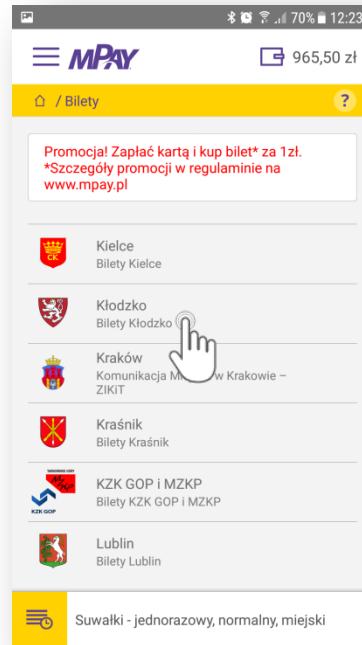 70% 12:23
mPAY 965,50 zł
/ Bilety ?
Promocja! Zapłać kartą i kup bilet* za 1zł.
*Szczegóły promocji w regulaminie na
www.mpay.pl
CK
Kielce
Bilety Kielce
Kłodzko
Bilety Kłodzko
Kraków
Komunikacja w Krakowie –
ZIKiT
Kraśnik
Bilety Kraśnik
KZK GOP
KZK GOP i MZKP
Bilety KZK GOP i MZKP
Lublin
Bilety Lublin
Suwałki - jednorazowy, normalny, miejski